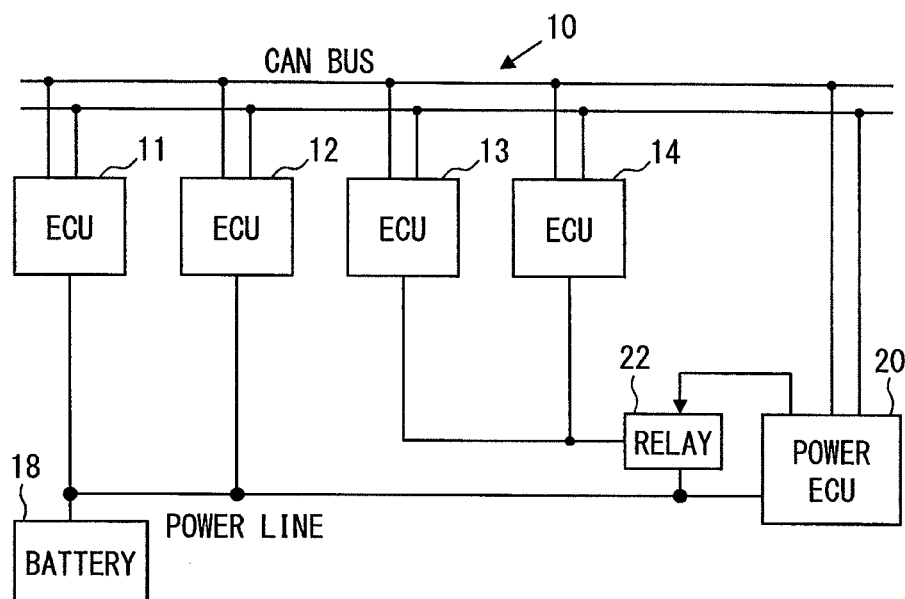 10
CAN BUS
11
12
13
14
ECU
ECU
ECU
ECU
22
20
RELAY
POWER
ECU
18
POWER LINE
BATTERY